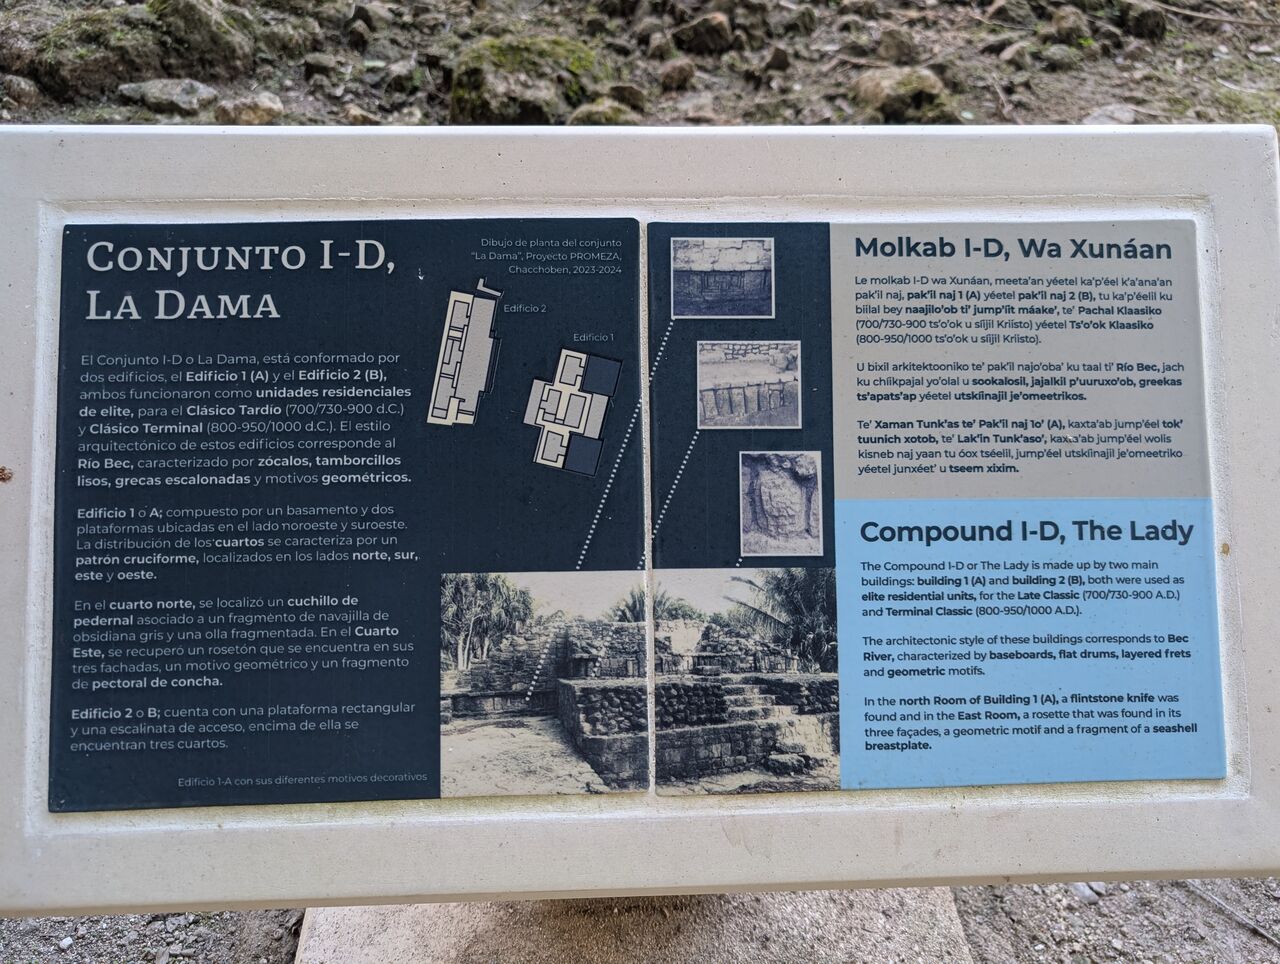 CONJUNTO I-D,
LA DAMA
El Conjunto I-D o La Dama, está conformado por
dos edificios, el Edificio 1 (A) y el Edificio 2 (B),
ambos funcionaron como unidades residenciales
de elite, para el Clásico Tardío (700/730-900 d.C.)
y Clásico Terminal (800-950/1000 d.C.). El estilo
arquitectónico de estos edificios corresponde al
Río Bec, caracterizado por zócalos, tamborcillos
lisos, grecas escalonadas y motivos geométricos.
Edificio 1 o A; compuesto por un basamento y dos
plataformas ubicadas en el lado noroeste y suroeste.
La distribución de los cuartos se caracteriza por un
patrón cruciforme, localizados en los lados norte, sur,
este y oeste.
En el cuarto norte, se localizó un cuchillo de
pedernal asociado a un fragmento de navajilla de
obsidiana gris y una olla fragmentada. En el Cuarto
Este, se recuperó un rosetón que se encuentra en sus
tres fachadas, un motivo geométrico y un fragmento
de pectoral de concha.
Edificio 2 o B; cuenta con una plataforma rectangular
y una escalinata de acceso, encima de ella se
encuentran tres cuartos.
Edificio 1-A con sus diferentes motivos decorativos
Dibujo de planta del conjunto
"La Dama", Proyecto PROMEZA,
Chacchoben, 2023-2024
Edificio 2
Edificio 1
Molkab I-D, Wa Xunáan
Le molkab I-D wa Xunáan, meeta'an yéetel ka'p'éel k'a'ana'an
pak'il naj, pak'il naj 1 (A) yéetel pak'il naj 2 (B), tu ka'p'éelil ku
biilal bey naajilo'ob ti' jump'iit máake', te' Pachal Klaasiko
(700/730-900 ts'o'ok u síijil Kriisto) yéetel Ts'o'ok Klaasiko
(800-950/1000 ts'o'ok u síijil Kriisto).
U bixil arkitektooniko te' pak'il najo'oba' ku taal ti' Río Bec, jach
ku chíikpajal yo'olal u sookalosil, jajalkil p'uuruxo'ob, greekas
ts'apats'ap yéetel utskíinajil je'omeetrikos.
Te' Xaman Tunk'as te' Pak'il naj 1o' (A), kaxta'ab jump'éel tok'
tuunich xotob, te' Lak'in Tunk'aso', kaxta'ab jump'éel wolis
kisneb naj yaan tu óox tséelil, jump'éel utskíinajil je'omeetriko
yéetel junxéet' u tseem xixim.
Compound I-D, The Lady
The Compound I-D or The Lady is made up by two main
buildings: building 1 (A) and building 2 (B), both were used as
elite residential units, for the Late Classic (700/730-900 A.D.)
and Terminal Classic (800-950/1000 A.D.).
The architectonic style of these buildings corresponds to Bec
River, characterized by baseboards, flat drums, layered frets
and geometric motifs.
In the north Room of Building 1 (A), a flintstone knife was
found and in the East Room, a rosette that was found in its
three façades, a geometric motif and a fragment of a seashell
breastplate.